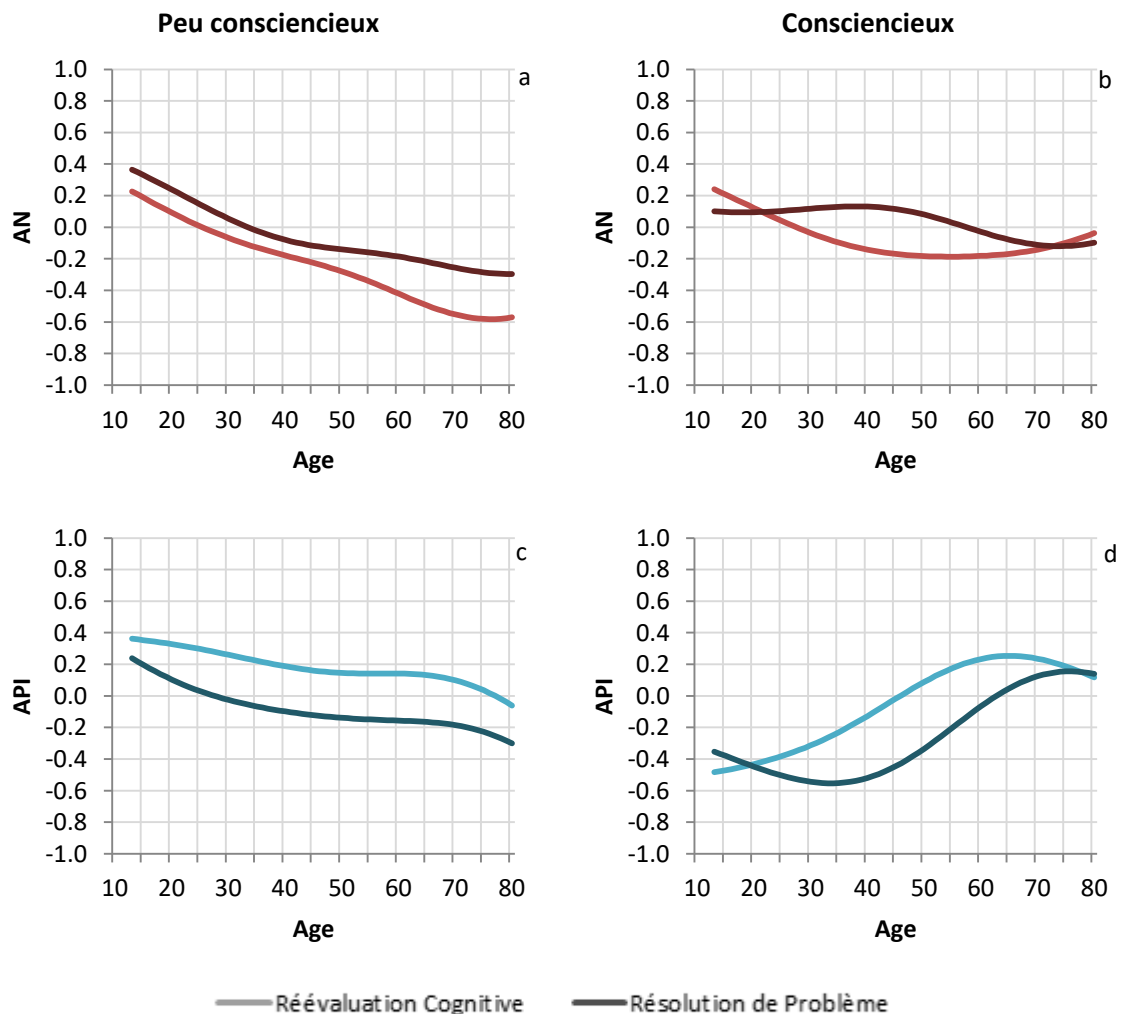 Peu consciencieux
Consciencieux
a
1.0
0.8
0.6
0.4
0.2
0.0
-0.2
-0.4
-0.6
-0.8
-1.0
AN
10 20 30 40 50 60 70 80
Age
b
1.0
0.8
0.6
0.4
0.2
0.0
-0.2
-0.4
-0.6
-0.8
-1.0
AN
10 20 30 40 50 60 70 80
Age
c
1.0
0.8
0.6
0.4
0.2
0.0
-0.2
-0.4
-0.6
-0.8
-1.0
API
10 20 30 40 50 60 70 80
Age
d
1.0
0.8
0.6
0.4
0.2
0.0
-0.2
-0.4
-0.6
-0.8
-1.0
API
10 20 30 40 50 60 70 80
Age
Réévaluation Cognitive
Résolution de Problème